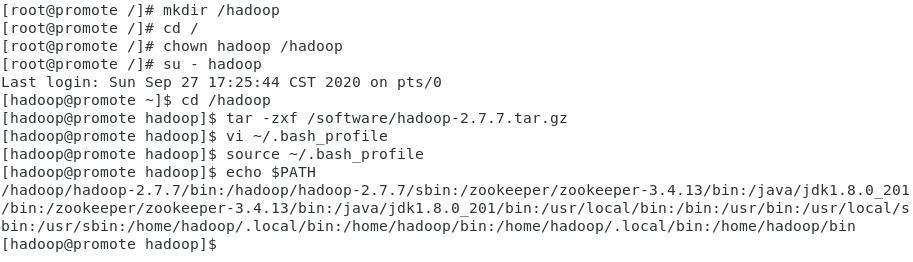 [root@promote /]# mkdir /hadoop
[root@promote /]# cd /
[root@promote /]# chown hadoop /hadoop
[root@promote /]# su - hadoop
Last login: Sun Sep 27 17:25:44 CST 2020 on pts/0
[hadoop@promote ~]$ cd /hadoop
[hadoop@promote hadoop]$ tar -zxf /software/hadoop-2.7.7.tar.gz
[hadoop@promote hadoop]$ vi ~/.bash_profile
[hadoop@promote hadoop]$ source ~/.bash_profile
[hadoop@promote hadoop]$ echo $PATH
/hadoop/hadoop-2.7.7/bin:/hadoop/hadoop-2.7.7/sbin:/zookeeper/zookeeper-3.4.13/bin:/java/jdk1.8.0_201
/bin:/zookeeper/zookeeper-3.4.13/bin:/java/jdk1.8.0_201/bin:/usr/local/bin:/bin:/usr/bin:/usr/local/s
bin:/usr/sbin:/home/hadoop/.local/bin:/home/hadoop/bin:/home/hadoop/.local/bin:/home/hadoop/bin
[hadoop@promote hadoop]$